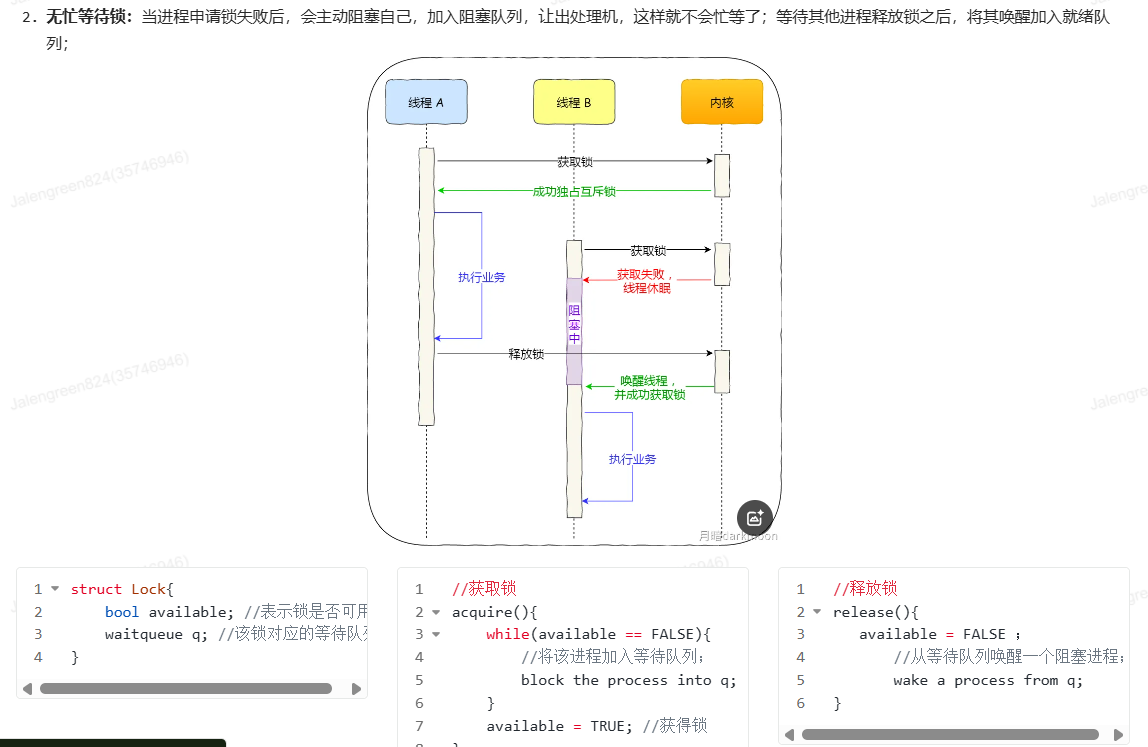 2. 无忙等待锁：当进程申请锁失败后，会主动阻塞自己，加入阻塞队列，让出处理机，这样就不会忙等了；等待其他进程释放锁之后，将其唤醒加入就绪队
列；
线程 A
线程 B
内核
获取锁
成功独占互斥锁
获取锁
执行业务
获取失败，
线程休眠
阻
塞
中
释放锁
唤醒线程，
并成功获取锁
执行业务
Jalengreen824(35746946)
Jalengreen824(35746946)
1 struct Lock{
2 bool available; //表示锁是否可用
3 waitqueue q; //该锁对应的等待队
4 }
1 //获取锁
2 acquire(){
3 while(available == FALSE){
4 //将该进程加入等待队列；
5 block the process into q;
6 }
7 available = TRUE; //获得锁
1 //释放锁
2 release(){
3 available = FALSE ;
4 //从等待队列唤醒一个阻塞进程；
5 wake a process from q;
6 }